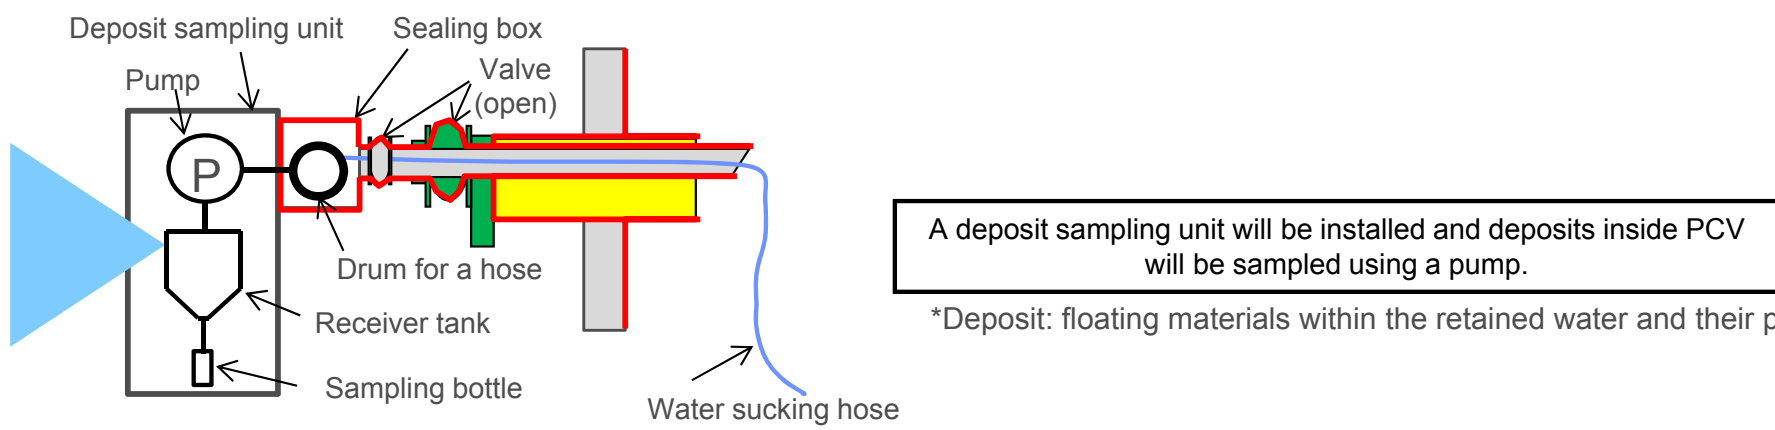 Deposit sampling unit
Sealing box
Pump
Valve
(open)
P
Drum for a hose
Receiver tank
Sampling bottle
Water sucking hose
A deposit sampling unit will be installed and deposits inside PCV
will be sampled using a pump.
*Deposit: floating materials within the retained water and their p